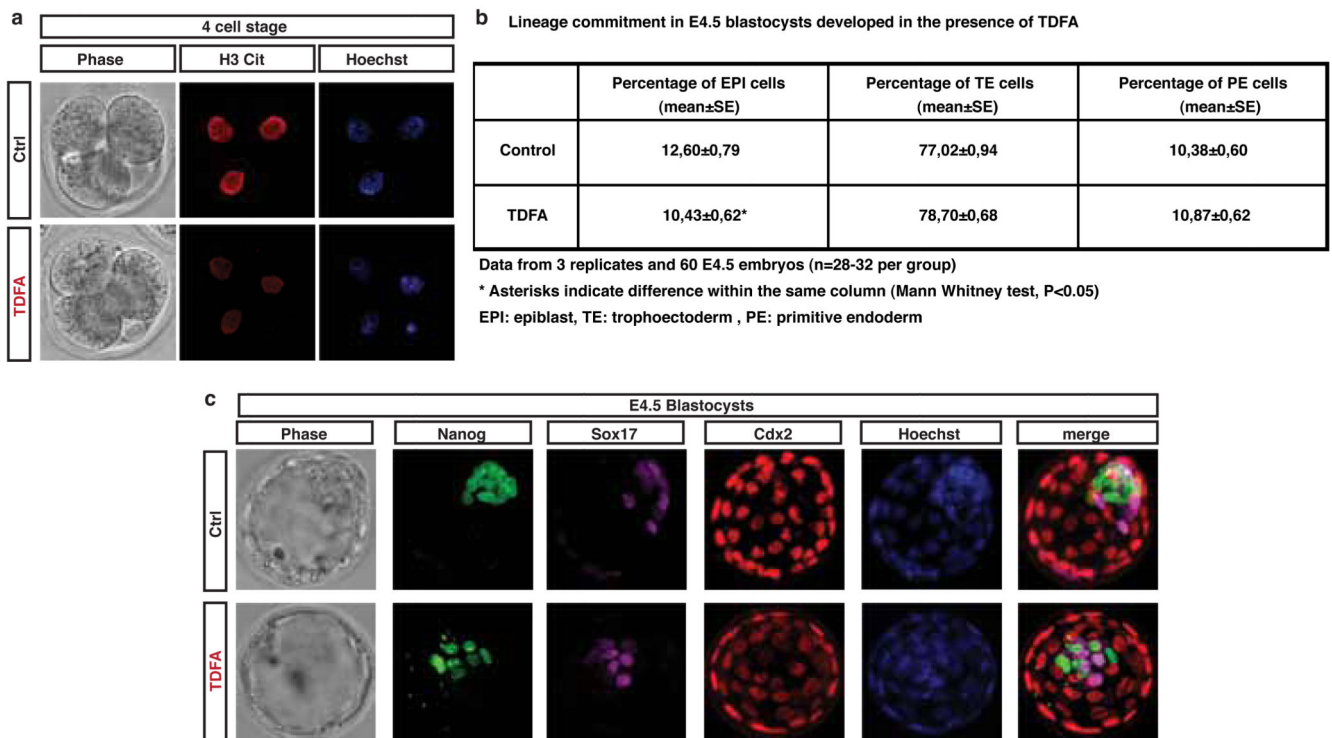 a
4 cell stage
Phase H3 Cit Hoechst
Ctrl
TDFA
b Lineage commitment in E4.5 blastocysts developed in the presence of TDFA
Percentage of EPI cells (mean±SE) Percentage of TE cells (mean±SE) Percentage of PE cells (mean±SE)
Control 12,60±0,79 77,02±0,94 10,38±0,60
TDFA 10,43±0,62* 78,70±0,68 10,87±0,62
Data from 3 replicates and 60 E4.5 embryos (n=28-32 per group)
* Asterisks indicate difference within the same column (Mann Whitney test, P<0.05)
EPI: epiblast, TE: trophoectoderm , PE: primitive endoderm
c
E4.5 Blastocysts
Phase Nanog Sox17 Cdx2 Hoechst merge
Ctrl
TDFA